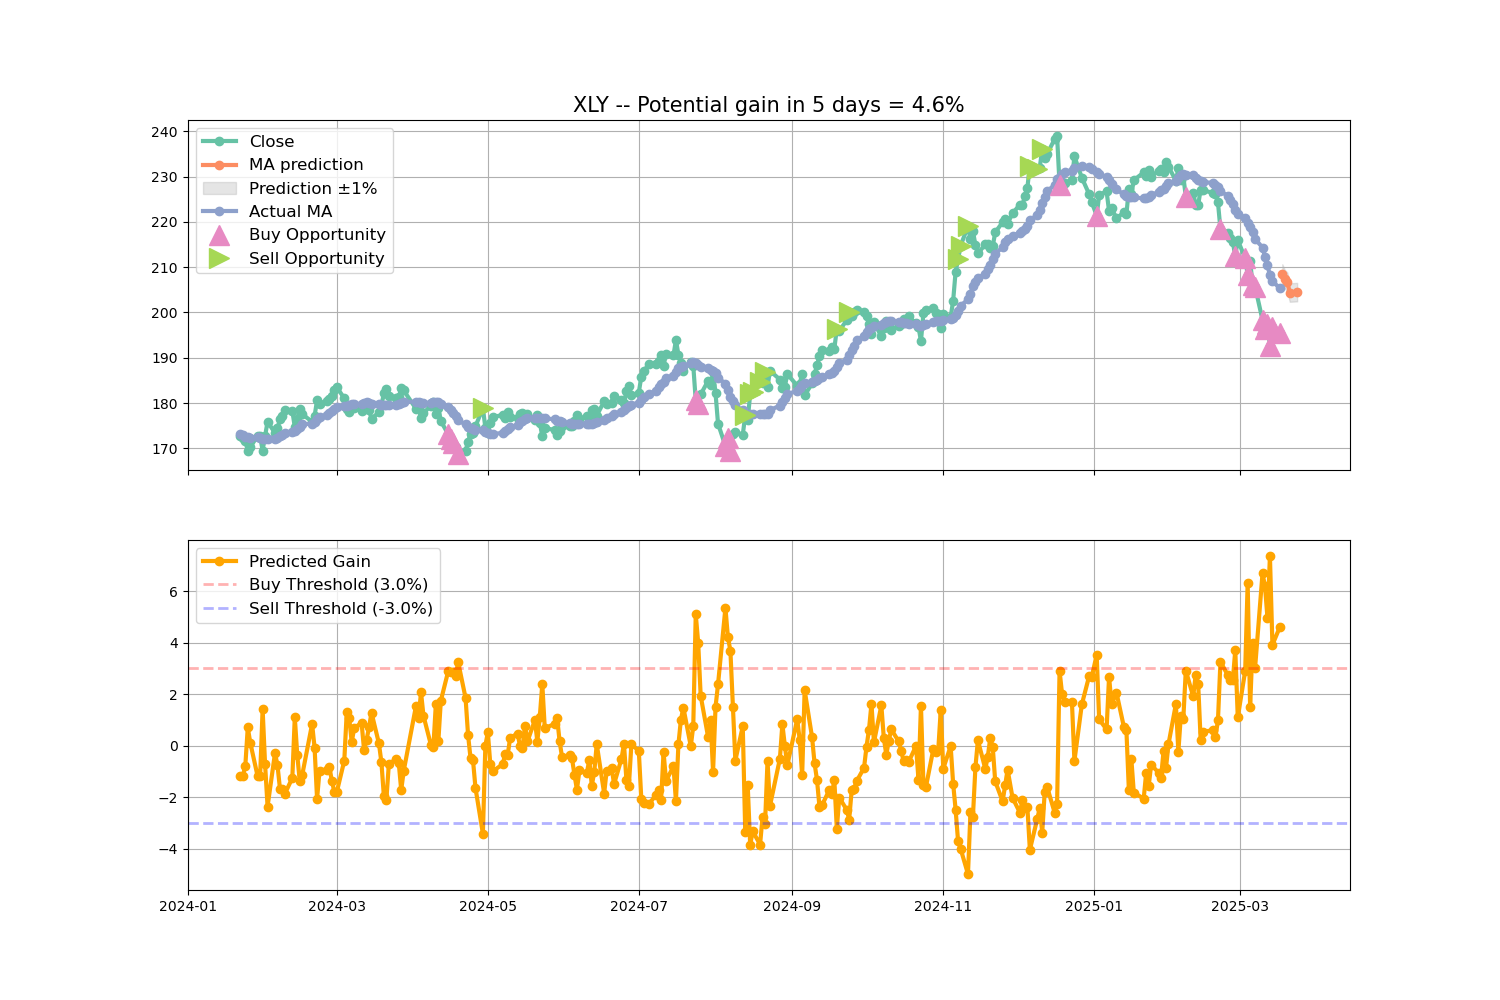 XLY -- Potential gain in 5 days = 4.6%
240
230
220
210
200
190
180
170
Close
MA prediction
Prediction ±1%
Actual MA
Buy Opportunity
Sell Opportunity
6
4
2
0
−2
−4
Predicted Gain
Buy Threshold (3.0%)
Sell Threshold (-3.0%)
2024-01
2024-03
2024-05
2024-07
2024-09
2024-11
2025-01
2025-03